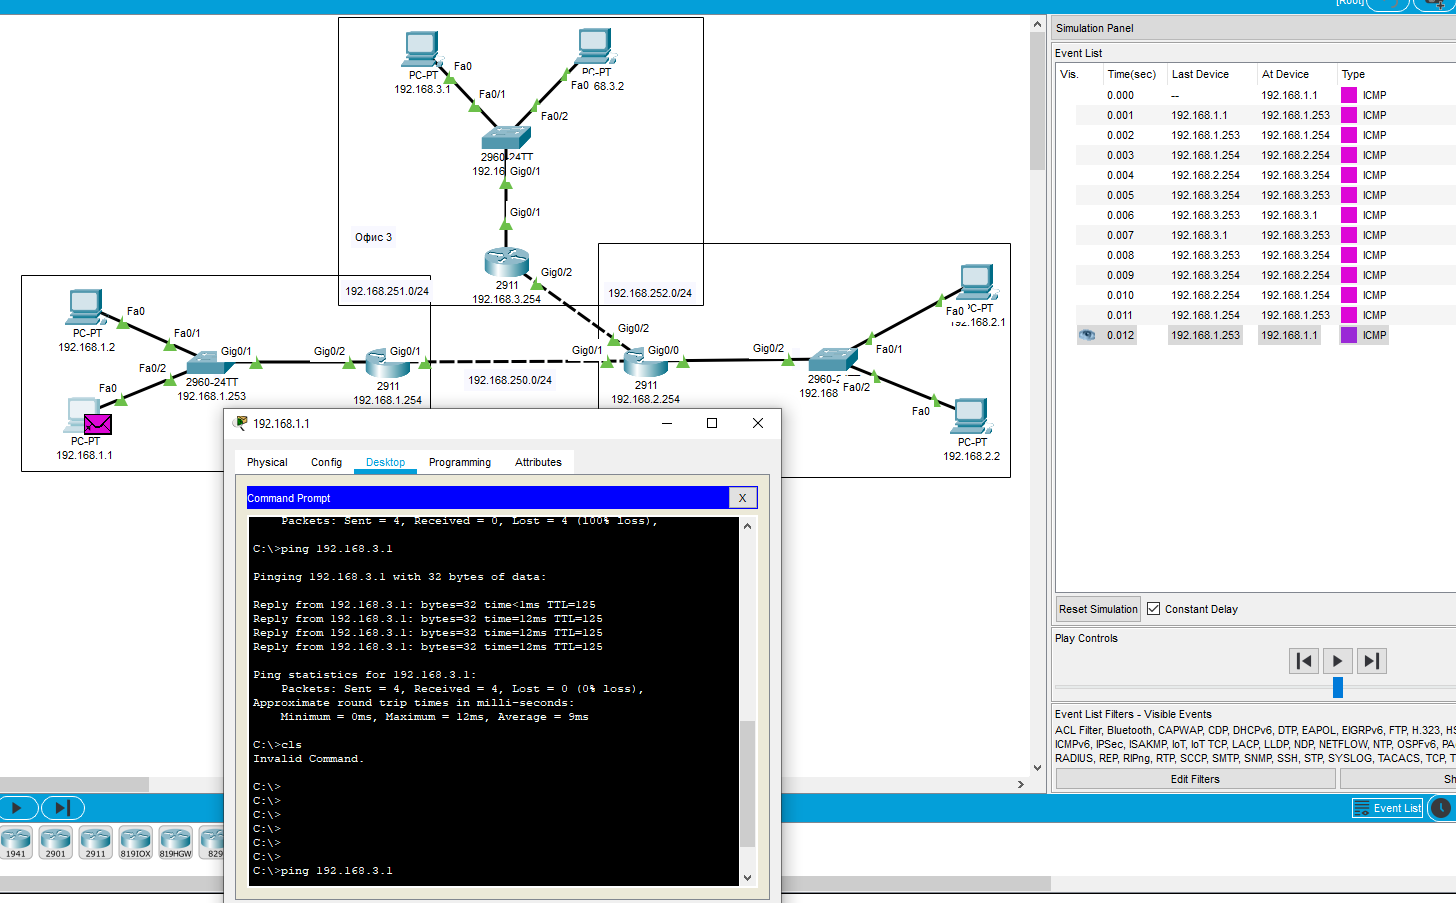 [Root]
PC-PT
192.168.3.1
Fa0
PC-PT
68.3.2
Fa0
Fa0/1
Fa0/2
2960-24TT
192.16
Gig0/1
Gig0/1
Офис 3
2911
192.168.3.254
Gig0/2
192.168.251.0/24
192.168.252.0/24
PC-PT
192.168.1.2
Fa0
Fa0/1
Fa0/2
Gig0/1
2960-24TT
192.168.1.253
Fa0
PC-PT
192.168.1.1
Gig0/2
Gig0/1
2911
192.168.1.254
192.168.250.0/24
Gig0/1
Gig0/2
Gig0/0
2911
192.168.2.254
Gig0/2
2960-2
192.168
Fa0/1
Fa0/2
Fa0
PC-PT
192.168.2.1
Fa0
PC-PT
192.168.2.2
192.168.1.1
Physical
Config
Desktop
Programming
Attributes
Command Prompt
X
Packets: Sent = 4, Received = 0, Lost = 4 (100% loss),
C:\>ping 192.168.3.1
Pinging 192.168.3.1 with 32 bytes of data:
Reply from 192.168.3.1: bytes=32 time<1ms TTL=125
Reply from 192.168.3.1: bytes=32 time=12ms TTL=125
Reply from 192.168.3.1: bytes=32 time=12ms TTL=125
Reply from 192.168.3.1: bytes=32 time=12ms TTL=125
Ping statistics for 192.168.3.1:
Packets: Sent = 4, Received = 4, Lost = 0 (0% loss),
Approximate round trip times in milli-seconds:
Minimum = 0ms, Maximum = 12ms, Average = 9ms
C:\>cls
Invalid Command.
C:\>
C:\>
C:\>
C:\>
C:\>
C:\>
C:\>ping 192.168.3.1
Simulation Panel
Event List
Vis. Time(sec) Last Device At Device Type
0.000 -- 192.168.1.1 ICMP
0.001 192.168.1.1 192.168.1.253 ICMP
0.002 192.168.1.253 192.168.1.254 ICMP
0.003 192.168.1.254 192.168.2.254 ICMP
0.004 192.168.2.254 192.168.3.254 ICMP
0.005 192.168.3.254 192.168.3.253 ICMP
0.006 192.168.3.253 192.168.3.1 ICMP
0.007 192.168.3.1 192.168.3.253 ICMP
0.008 192.168.3.253 192.168.3.254 ICMP
0.009 192.168.3.254 192.168.2.254 ICMP
0.010 192.168.2.254 192.168.1.254 ICMP
0.011 192.168.1.254 192.168.1.253 ICMP
0.012 192.168.1.253 192.168.1.1 ICMP
Reset Simulation
Constant Delay
Play Controls
Event List Filters - Visible Events
ACL Filter, Bluetooth, CAPWAP, CDP, DHCPv6, DTP, EAPOL, EIGRPv6, FTP, H.323, HS
ICMPv6, IPSec, ISAKMP, IoT, IoT TCP, LACP, LLDP, NDP, NETFLOW, NTP, OSPFv6, PA
RADIUS, REP, RIPng, RTP, SCCP, SMTP, SNMP, SSH, STP, SYSLOG, TACACS, TCP, T
Edit Filters
Sh
Event List
1941
2901
2911
819IOX
819HGW
829